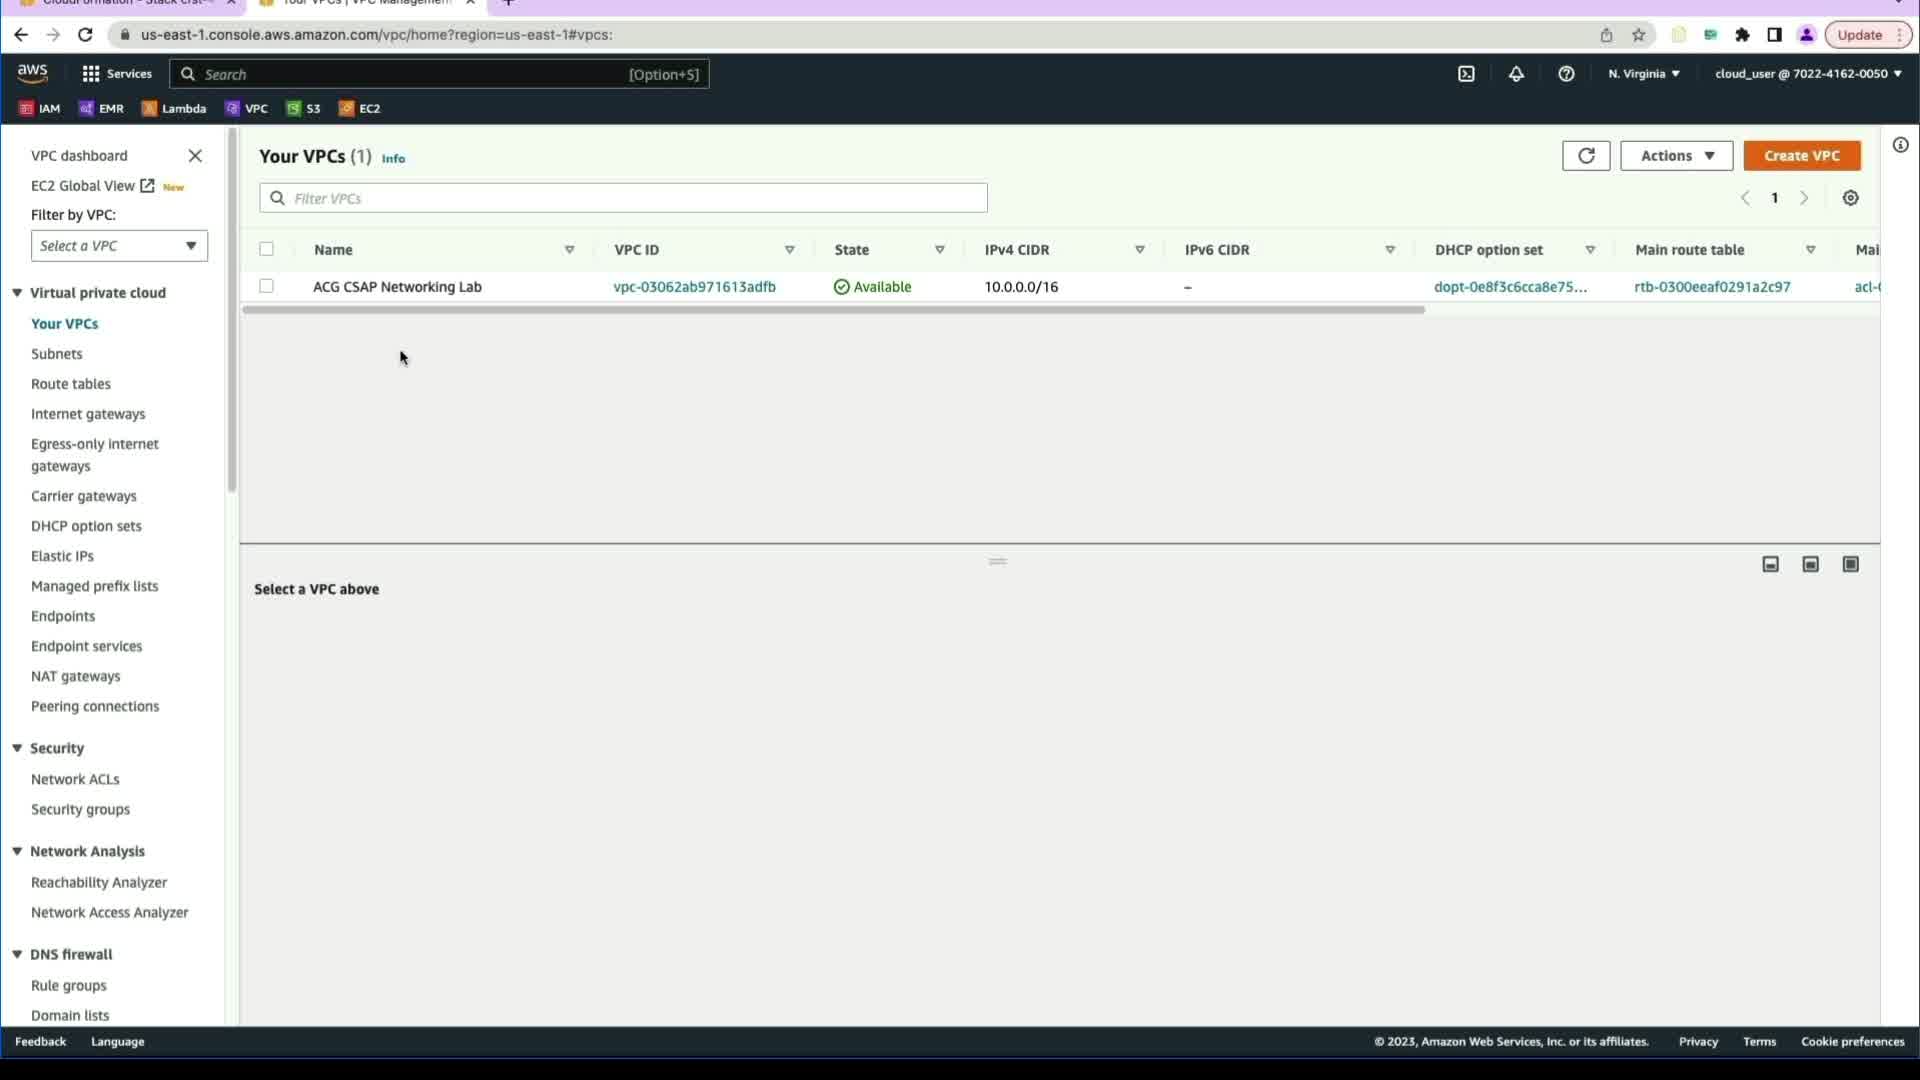 CloudFormation - Stack
Your VPCs | VPC Management
us-east-1.console.aws.amazon.com/vpc/home?region=us-east-1#vpcs:
Update
aws
Services
Search
[Option+S]
N. Virginia
cloud_user @ 7022-4162-0050
IAM
EMR
Lambda
VPC
S3
EC2
VPC dashboard
EC2 Global View New
Filter by VPC:
Select a VPC
Virtual private cloud
Your VPCs
Subnets
Route tables
Internet gateways
Egress-only internet
gateways
Carrier gateways
DHCP option sets
Elastic IPs
Managed prefix lists
Endpoints
Endpoint services
NAT gateways
Peering connections
Security
Network ACLs
Security groups
Network Analysis
Reachability Analyzer
Network Access Analyzer
DNS firewall
Rule groups
Domain lists
Your VPCs (1) Info
Actions
Create VPC
Filter VPCs
1
Name
VPC ID
State
IPv4 CIDR
IPv6 CIDR
DHCP option set
Main route table
Mai
ACG CSAP Networking Lab
vpc-03062ab971613adfb
Available
10.0.0.0/16
–
dopt-0e8f3c6cca8e75...
rtb-0300eeaf0291a2c97
acl-
Select a VPC above
Feedback
Language
© 2023, Amazon Web Services, Inc. or its affiliates.
Privacy
Terms
Cookie preferences